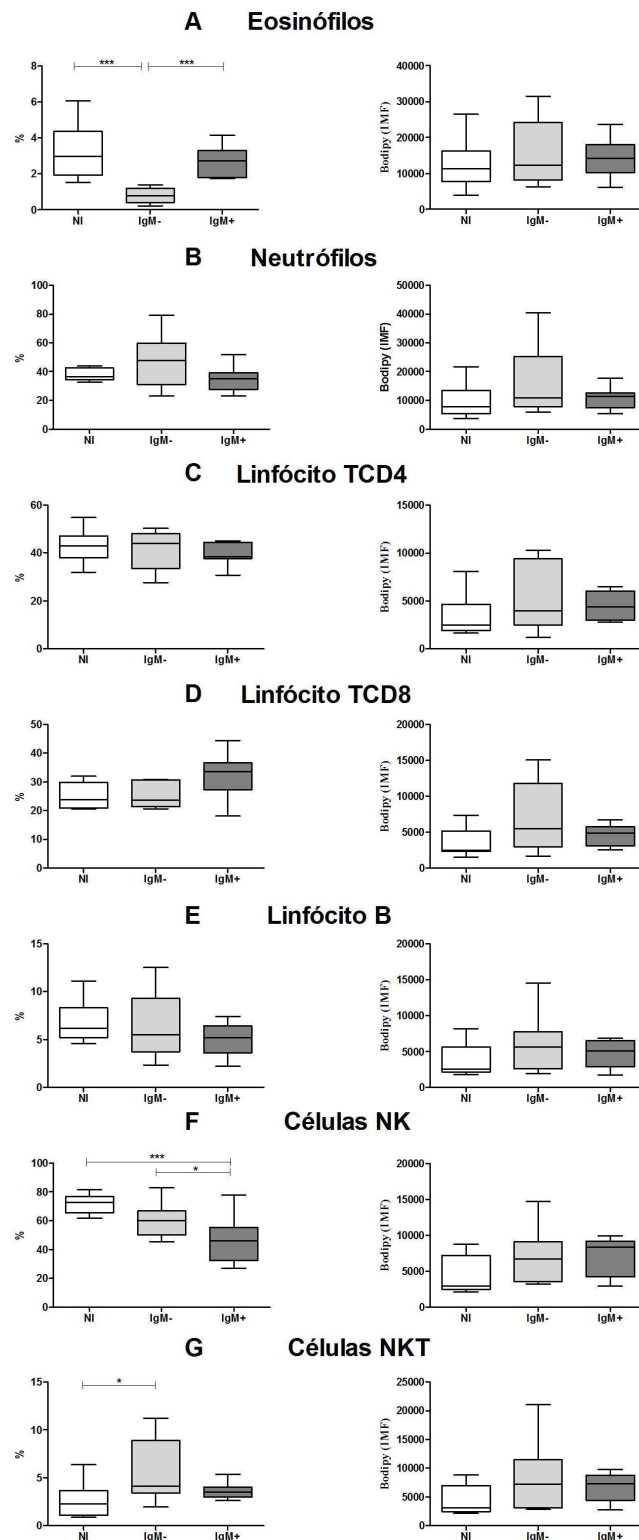 A Eosinófilos
*** ***
8
6
4
2
0
%
NI IgM- IgM+
40000
30000
20000
10000
0
Bodipy (IMF)
NI IgM- IgM+
B Neutrófilos
100
80
60
40
20
0
%
NI IgM- IgM+
50000
40000
30000
20000
10000
0
Bodipy (IMF)
NI IgM- IgM+
C Linfócito TCD4
60
40
20
0
%
NI IgM- IgM+
15000
10000
5000
0
Bodipy (IMF)
NI IgM- IgM+
D Linfócito TCD8
50
40
30
20
10
0
%
NI IgM- IgM+
20000
15000
10000
5000
0
Bodipy (IMF)
NI IgM- IgM+
E Linfócito B
15
10
5
0
%
NI IgM- IgM+
20000
15000
10000
5000
0
Bodipy (IMF)
NI IgM- IgM+
F Células NK
***
*
100
80
60
40
20
0
%
NI IgM- IgM+
20000
15000
10000
5000
0
Bodipy (IMF)
NI IgM- IgM+
G Células NKT
*
15
10
5
0
%
NI IgM- IgM+
25000
20000
15000
10000
5000
0
Bodipy (IMF)
NI IgM- IgM+